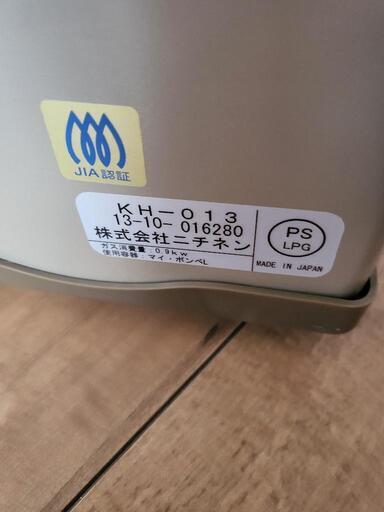 JIA認証
KH-013
13-10-016280
株式会社ニチネン
ガス消費量:0.9kw
使用容器:マイ・ボンベL
PS
LPG
MADE IN JAPAN